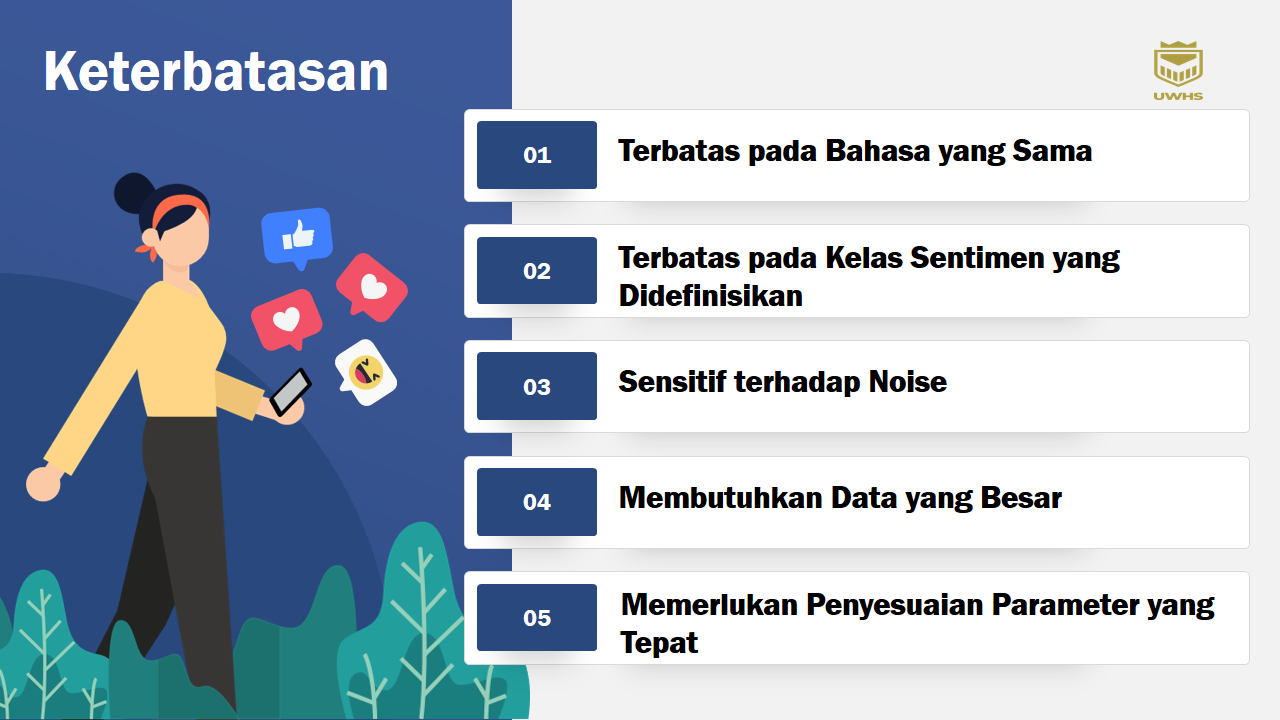 Keterbatasan
UWHS
01
Terbatas pada Bahasa yang Sama
02
Terbatas pada Kelas Sentimen yang
Didefinisikan
03
Sensitif terhadap Noise
04
Membutuhkan Data yang Besar
05
Memerlukan Penyesuaian Parameter yang
Tepat